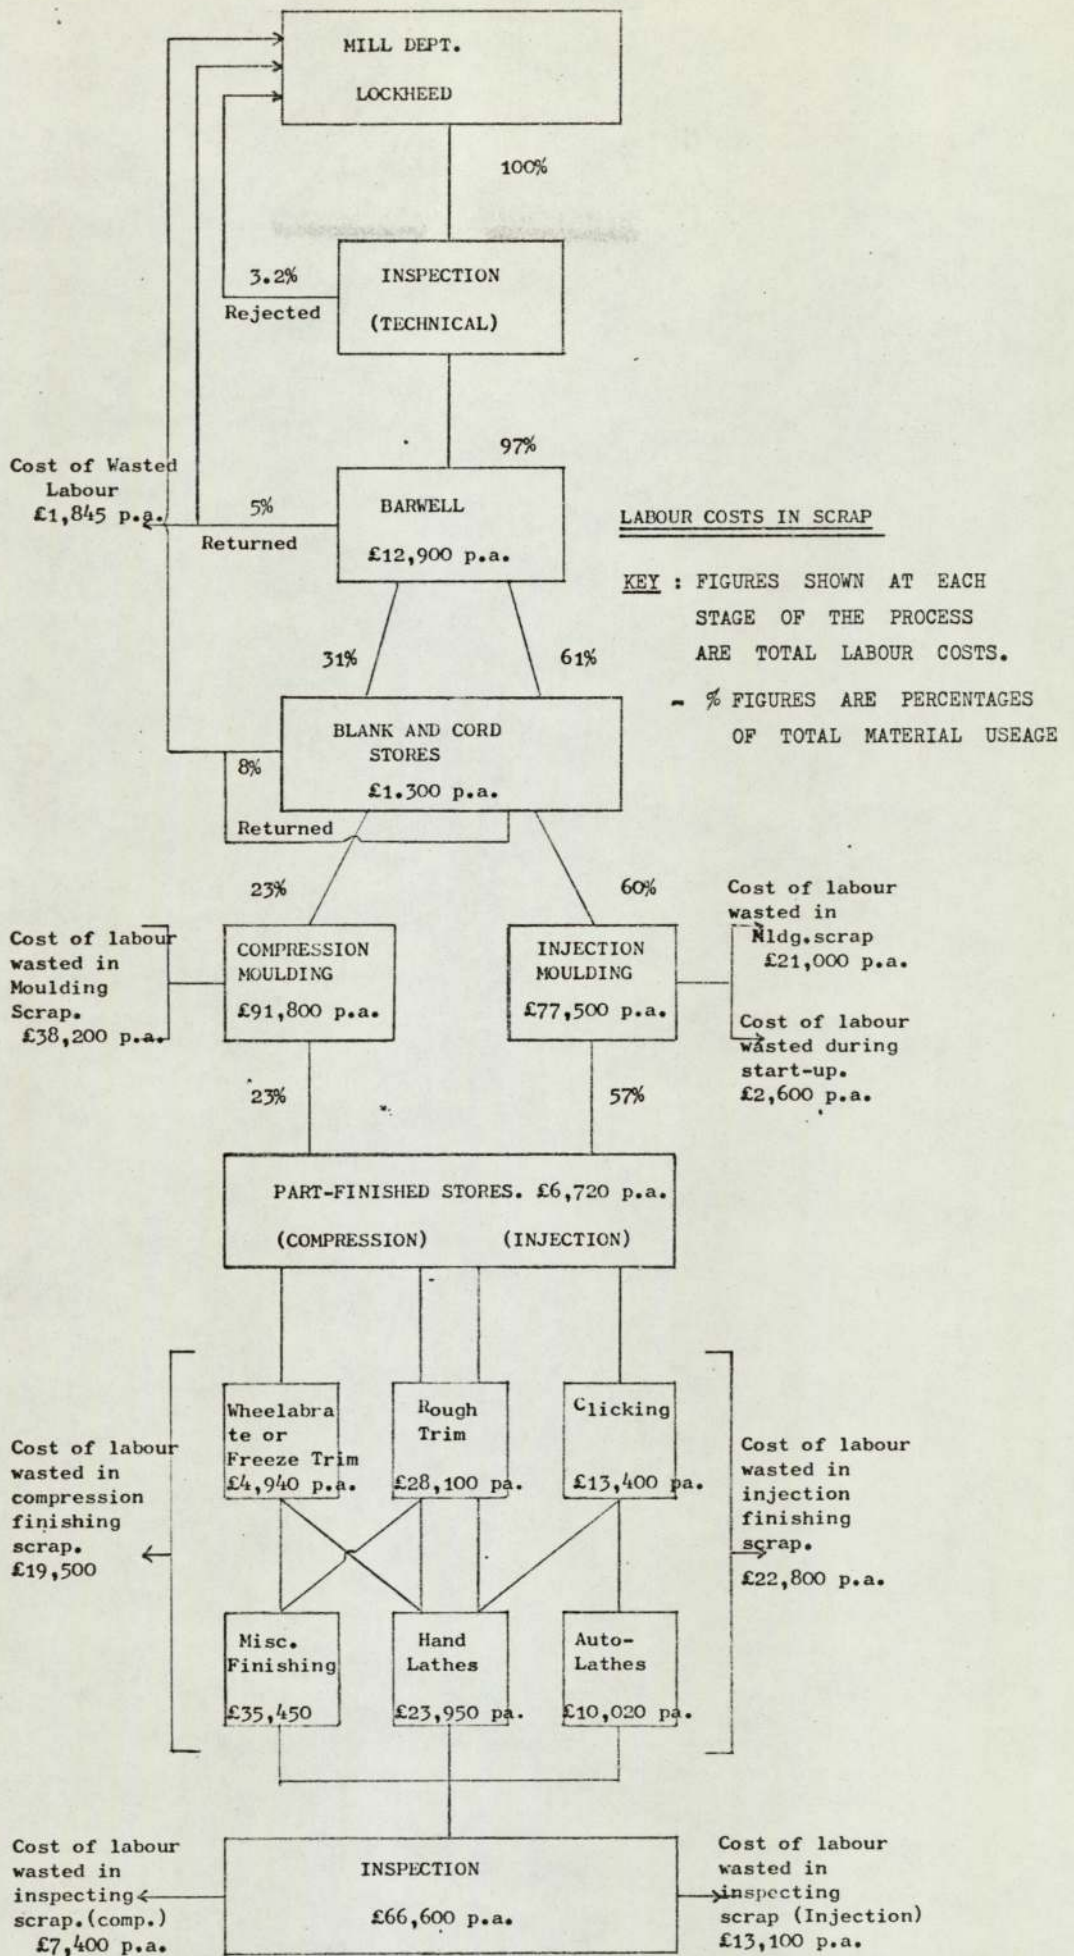 MILL DEPT.
LOCKHEED
100%
3.2%
Rejected
INSPECTION
(TECHNICAL)
97%
Cost of Wasted
Labour
£1,845 p.a.
5%
Returned
BARWELL
£12,900 p.a.
LABOUR COSTS IN SCRAP
KEY : FIGURES SHOWN AT EACH
STAGE OF THE PROCESS
ARE TOTAL LABOUR COSTS.
- % FIGURES ARE PERCENTAGES
OF TOTAL MATERIAL USEAGE
31%
61%
BLANK AND CORD
STORES
£1.300 p.a.
8%
Returned
23%
60%
Cost of labour
wasted in
Moulding
Scrap.
£38,200 p.a.
COMPRESSION
MOULDING
£91,800 p.a.
INJECTION
MOULDING
£77,500 p.a.
Cost of labour
wasted in
Mldg.scrap
£21,000 p.a.
Cost of labour
wasted during
start-up.
£2,600 p.a.
23%
57%
PART-FINISHED STORES. £6,720 p.a.
(COMPRESSION) (INJECTION)
Cost of labour
wasted in
compression
finishing
scrap.
£19,500
Wheelabra
te or
Freeze Trim
£4,940 p.a.
Rough
Trim
£28,100 pa.
Clicking
£13,400 pa.
Cost of labour
wasted in
injection
finishing
scrap.
£22,800 p.a.
Misc.
Finishing
£35,450
Hand
Lathes
£23,950 pa.
Auto-
Lathes
£10,020 pa.
Cost of labour
wasted in
inspecting
scrap.(comp.)
£7,400 p.a.
INSPECTION
£66,600 p.a.
Cost of labour
wasted in
inspecting
scrap (Injection)
£13,100 p.a.